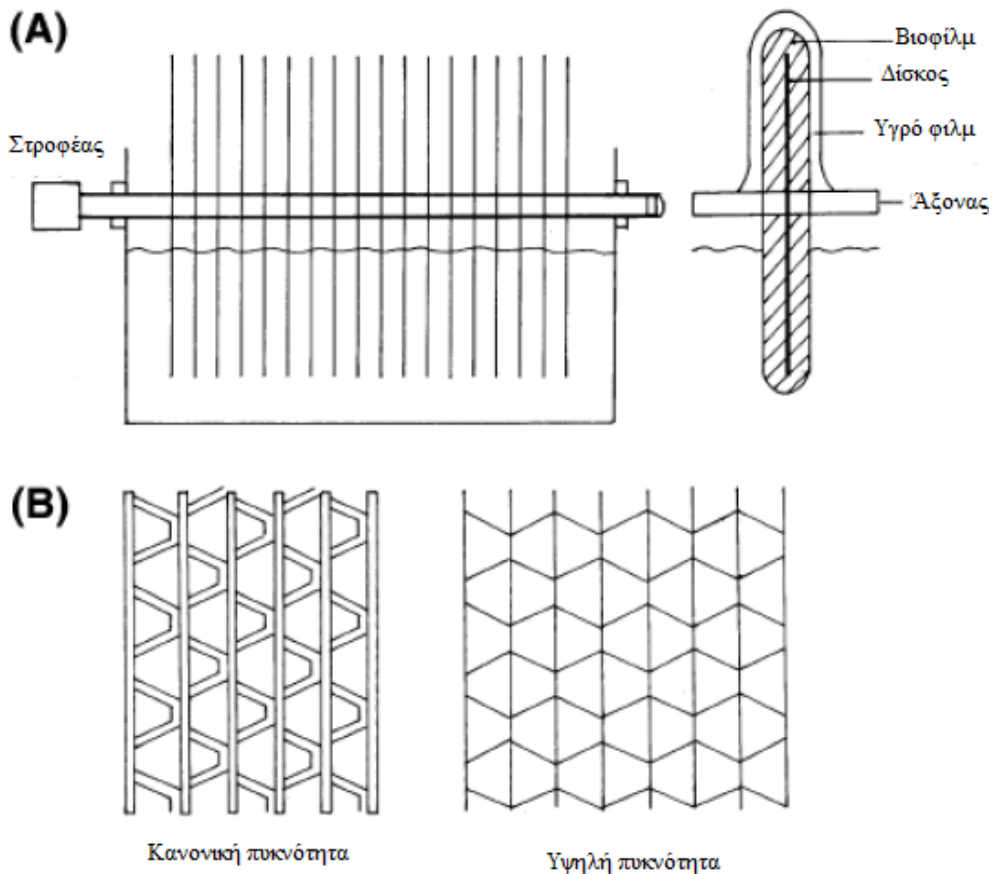 (A)
Βιοφίλμ
Δίσκος
Υγρό φιλμ
Στροφέας
Άξονας
(B)
Κανονική πυκνότητα
Υψηλή πυκνότητα